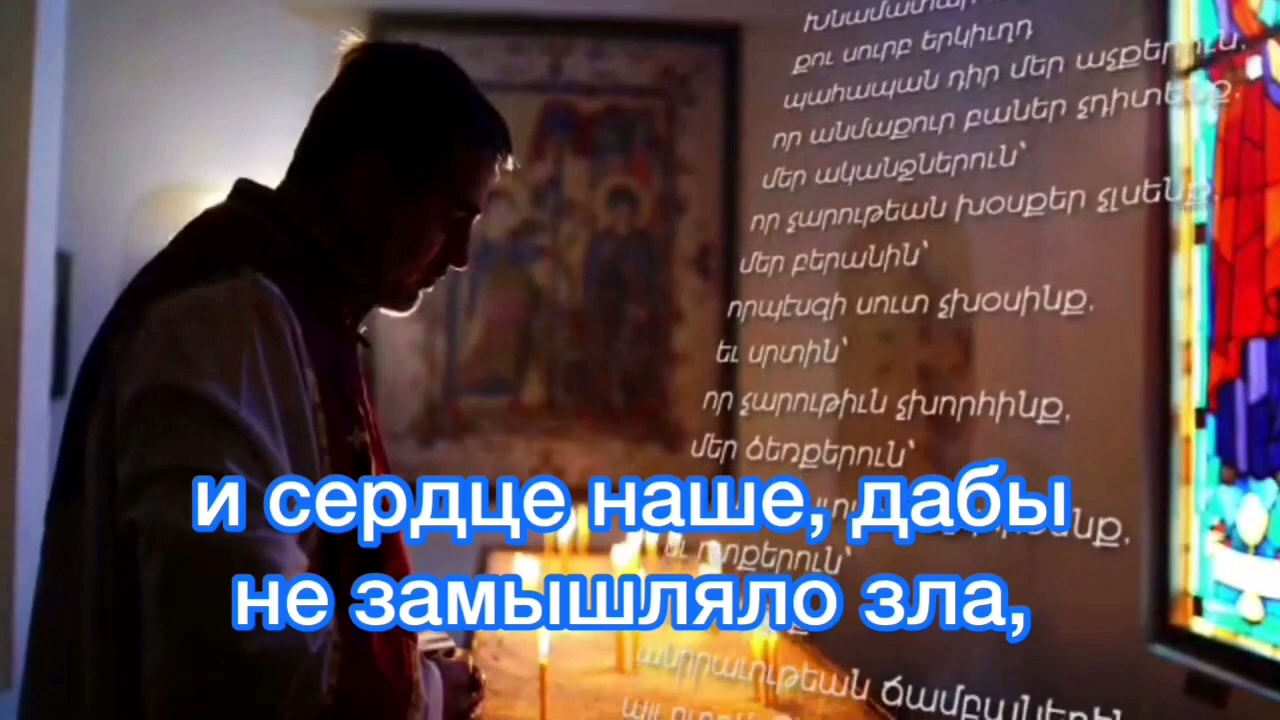 Խնամատար
քու սուրբ երկիւղդ
պահապան դիր մեր աչքերուն,
որ անմաքուր բաներ չդիտենք,
մեր ականջներուն՝
որ չարութեան խօսքեր չլսենք,
մեր բերանին՝
որպէսզի սուտ չխօսինք,
եւ սրտին՝
որ չարութիւն չխորհինք,
մեր ձեռքերուն՝
եւ ոտքերուն՝
անիրաւութեան ճամբաներէն
и сердце наше, дабы
не замышляло зла,